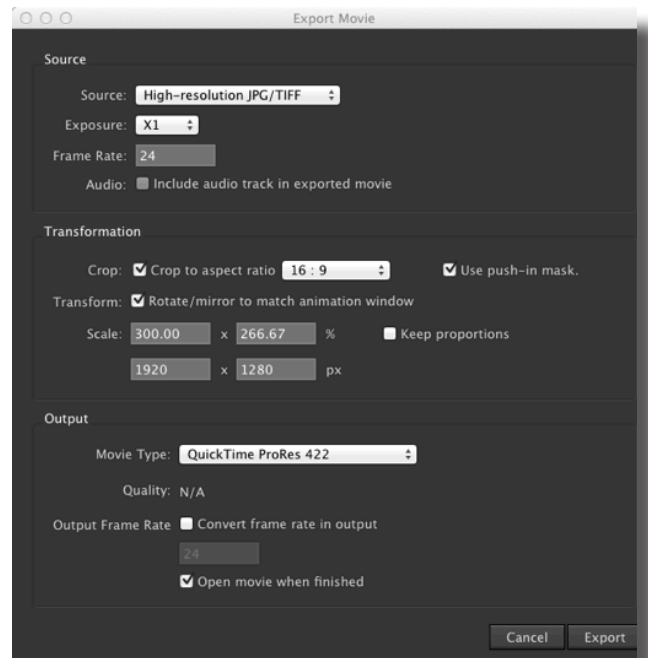 Export Movie
Source
Source: High-resolution JPG/TIFF
Exposure: X1
Frame Rate: 24
Audio: Include audio track in exported movie
Transformation
Crop: Crop to aspect ratio 16 : 9 Use push-in mask.
Transform: Rotate/mirror to match animation window
Scale: 300.00 x 266.67 % Keep proportions
1920 x 1280 px
Output
Movie Type: QuickTime ProRes 422
Quality: N/A
Output Frame Rate Convert frame rate in output
24
Open movie when finished
Cancel Export